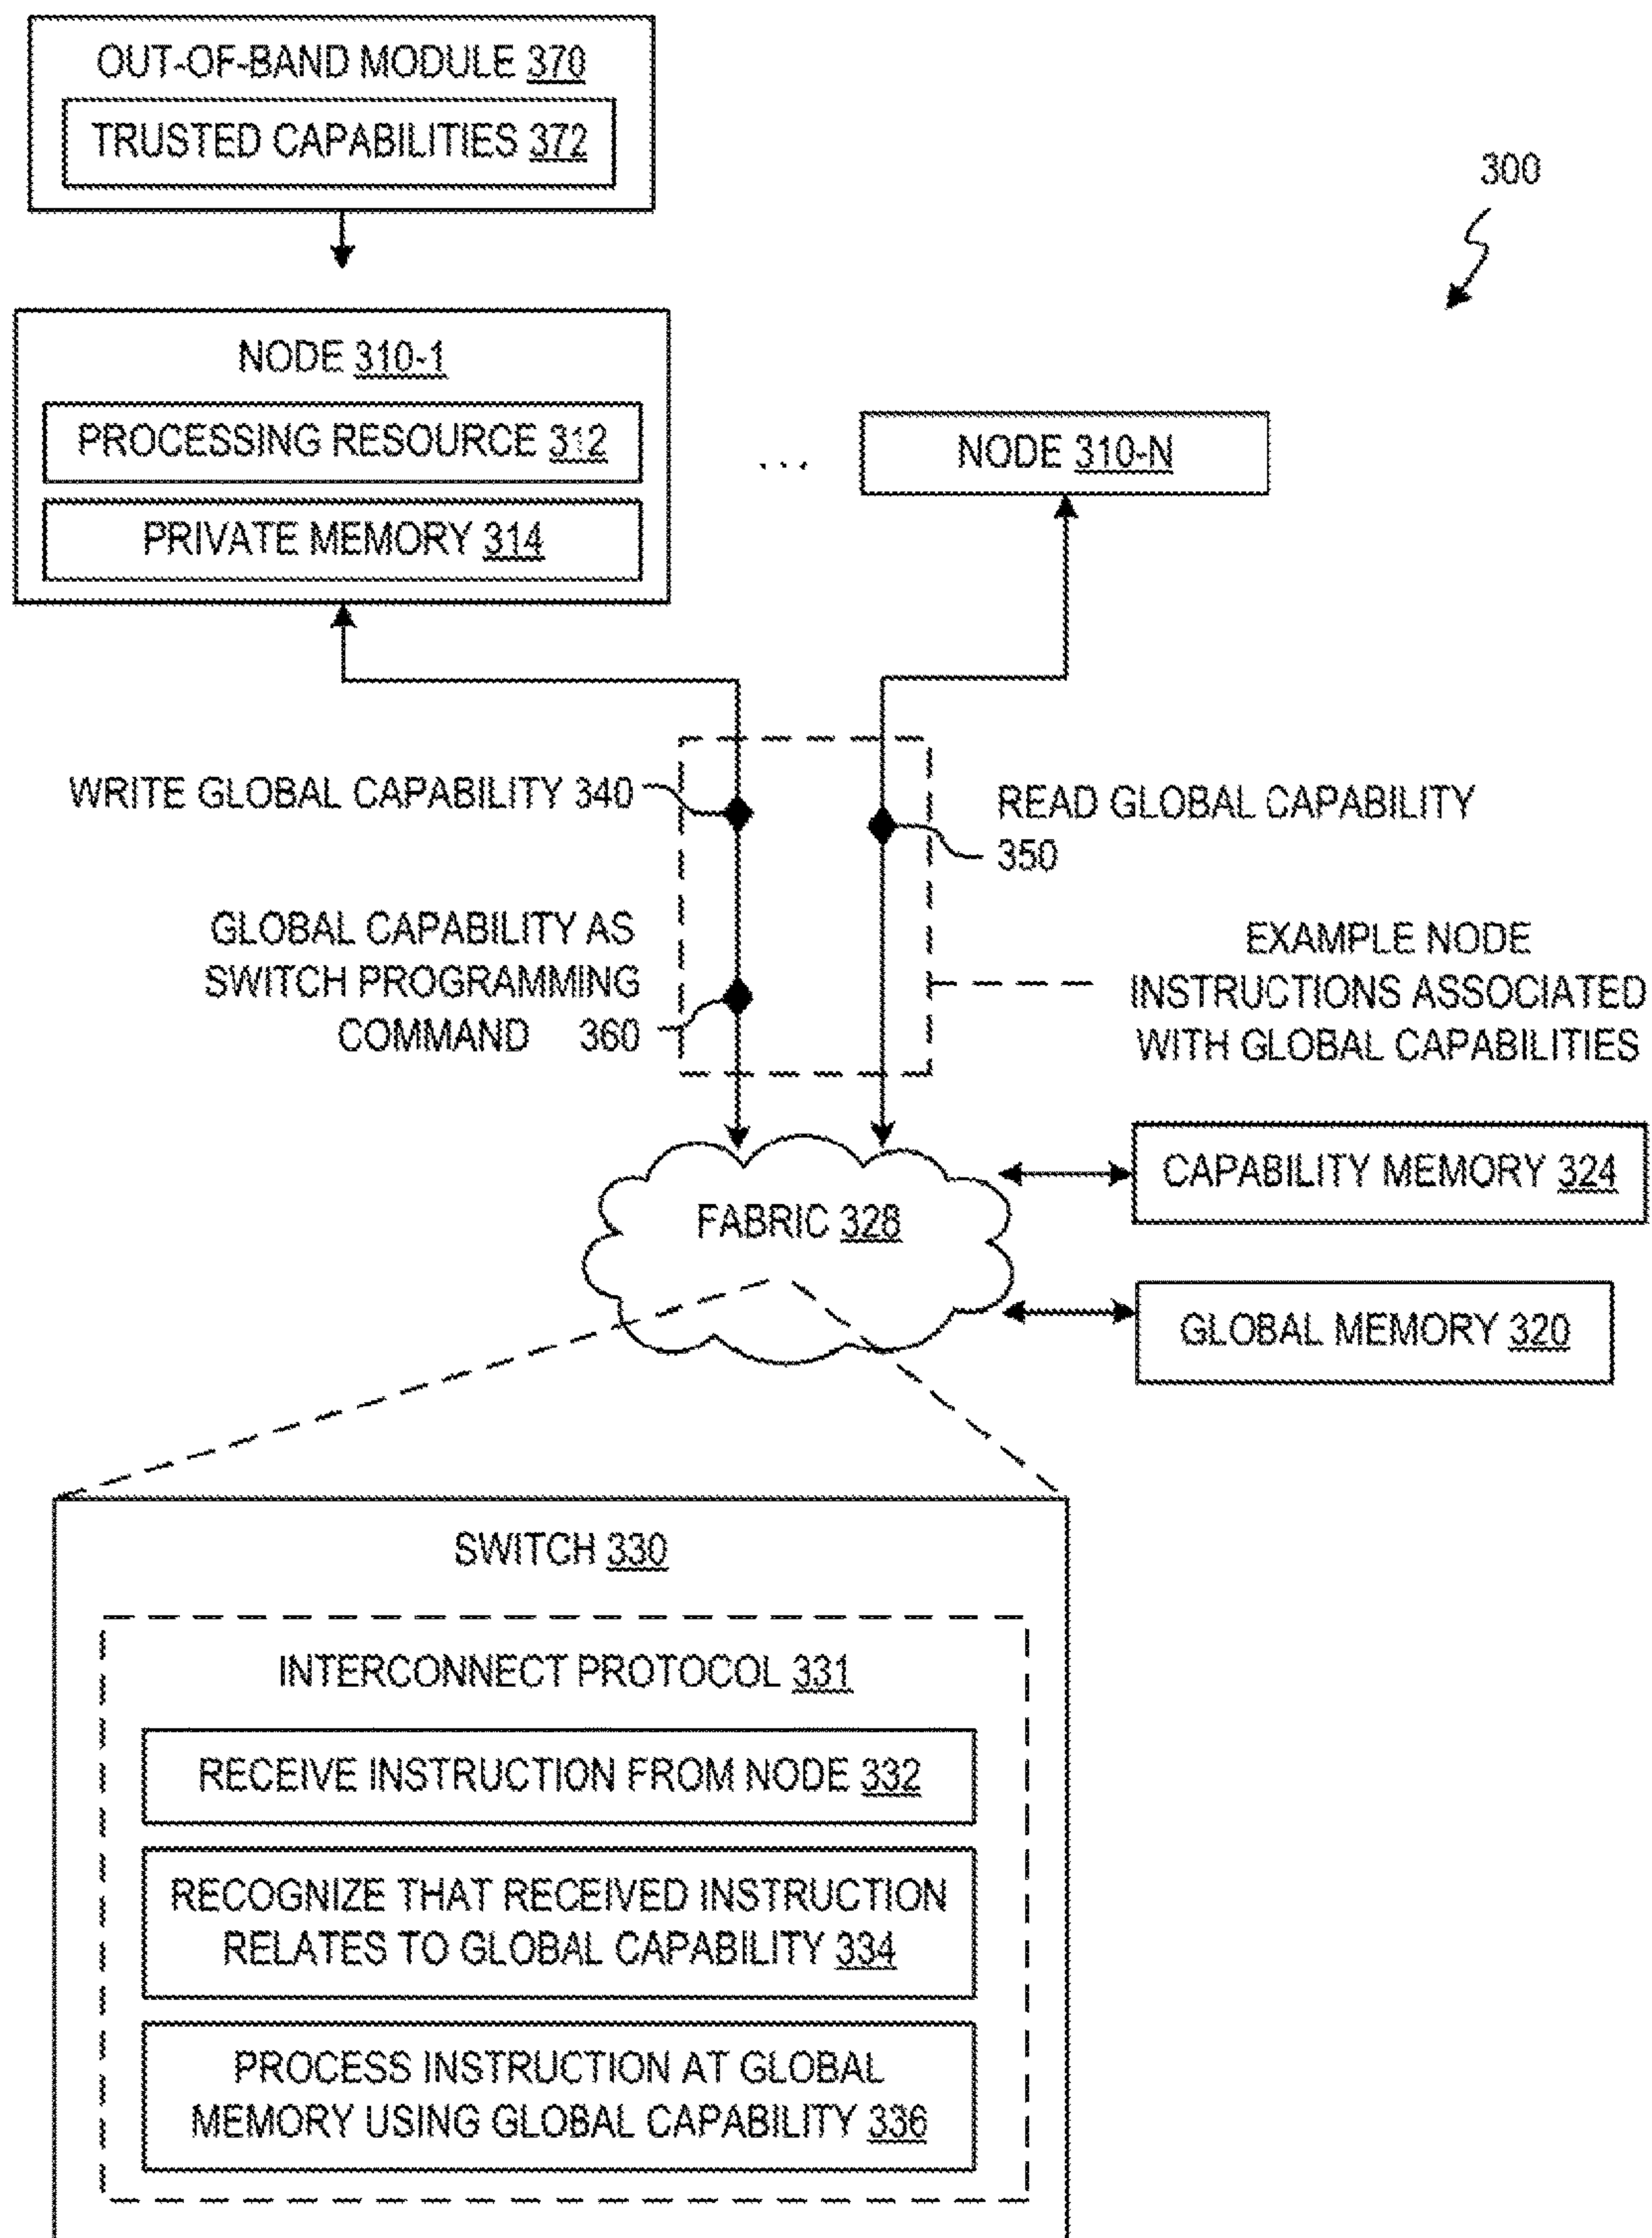 OUT-OF-BAND MODULE 370
TRUSTED CAPABILITIES 372
300
NODE 310-1
PROCESSING RESOURCE 312
PRIVATE MEMORY 314
...
NODE 310-N
WRITE GLOBAL CAPABILITY 340
READ GLOBAL CAPABILITY
350
GLOBAL CAPABILITY AS
SWITCH PROGRAMMING
COMMAND 360
EXAMPLE NODE
INSTRUCTIONS ASSOCIATED
WITH GLOBAL CAPABILITIES
FABRIC 328
CAPABILITY MEMORY 324
GLOBAL MEMORY 320
SWITCH 330
INTERCONNECT PROTOCOL 331
RECEIVE INSTRUCTION FROM NODE 332
RECOGNIZE THAT RECEIVED INSTRUCTION
RELATES TO GLOBAL CAPABILITY 334
PROCESS INSTRUCTION AT GLOBAL
MEMORY USING GLOBAL CAPABILITY 336